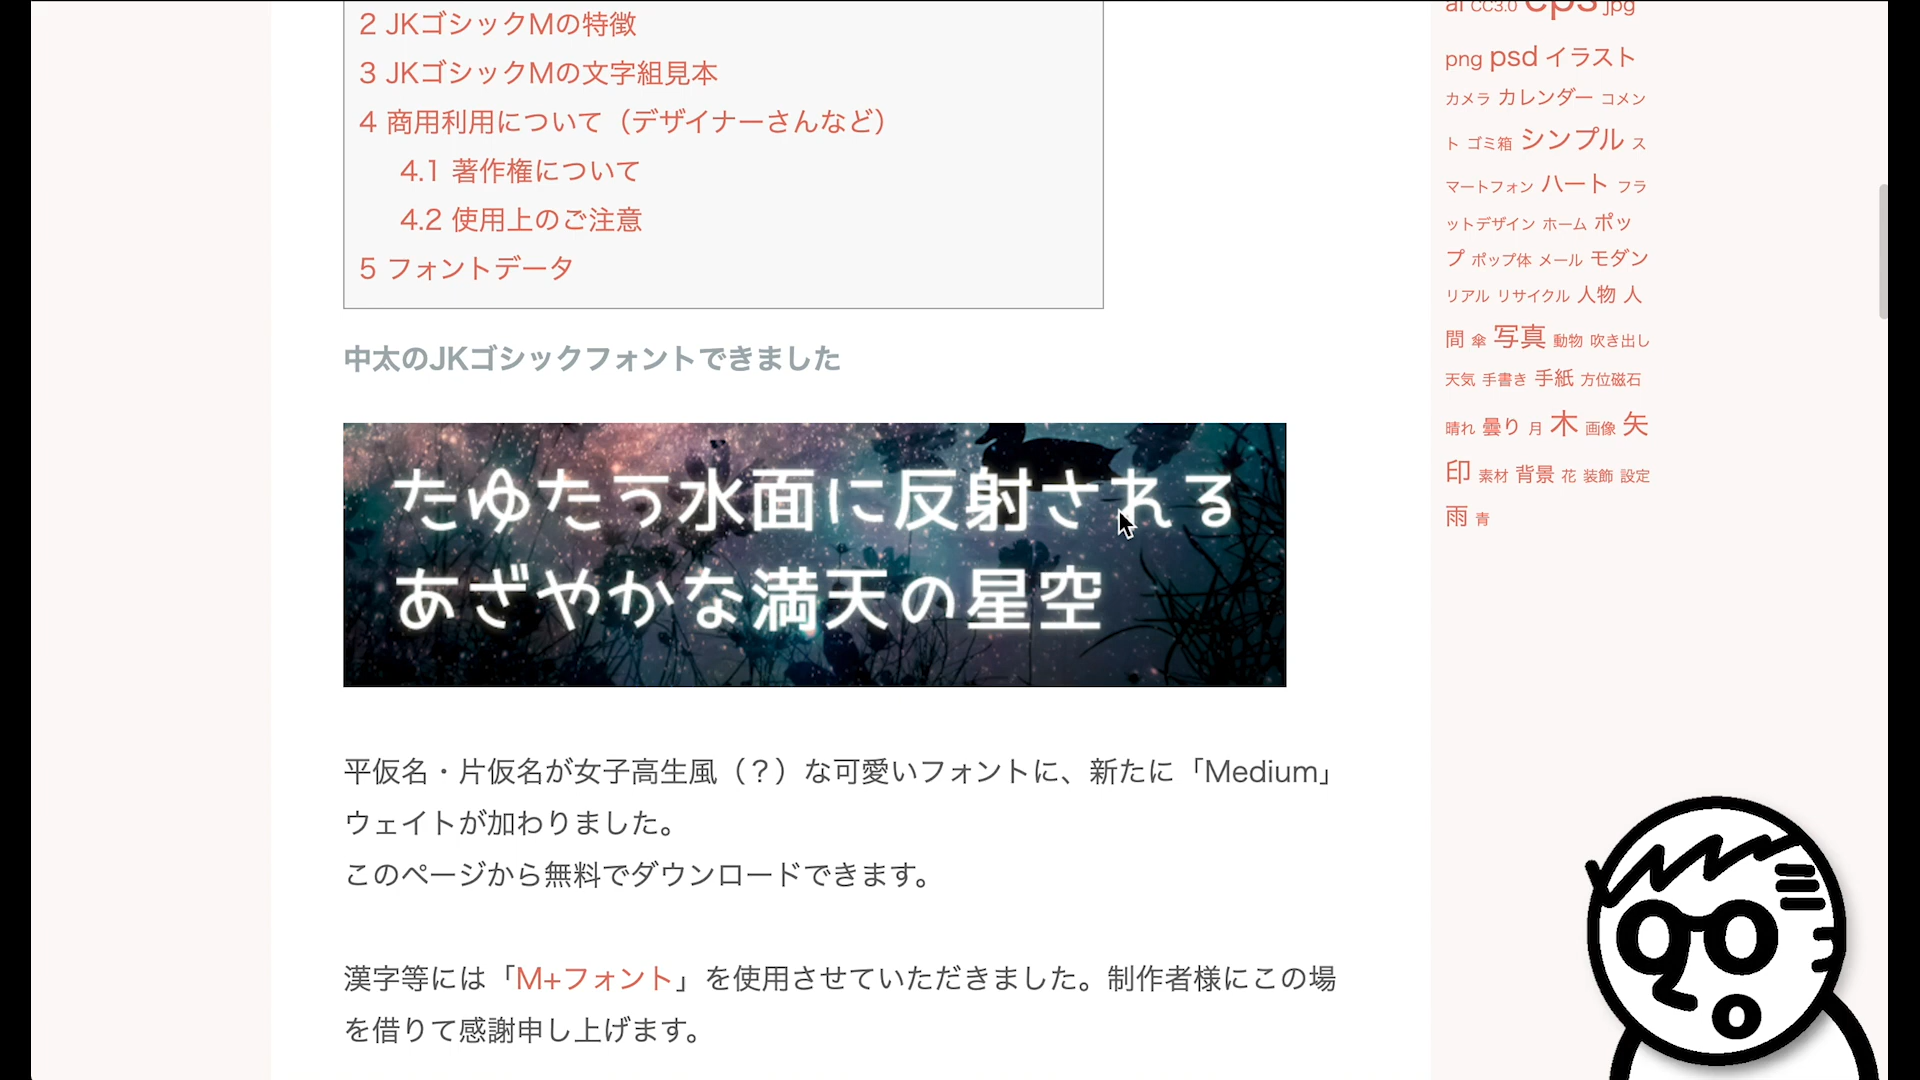 2 JKゴシックMの特徴
3 JKゴシックMの文字組見本
4 商用利用について（デザイナーさんなど）
4.1 著作権について
4.2 使用上のご注意
5 フォントデータ
中太のJKゴシックフォントできました
たゆたう水面に反射される
あざやかな満天の星空
平仮名・片仮名が女子高生風（？）な可愛いフォントに、新たに「Medium」
ウェイトが加わりました。
このページから無料でダウンロードできます。
漢字等には「M+フォント」を使用させていただきました。制作者様にこの場
を借りて感謝申し上げます。
ai CC3.0 eps jpg
png psd イラスト
カメラ カレンダー コメン
ト ゴミ箱 シンプル ス
マートフォン ハート フラ
ットデザイン ホーム ポッ
プ ポップ体 メール モダン
リアル リサイクル 人物 人
間 傘 写真 動物 吹き出し
天気 手書き 手紙 方位磁石
晴れ 曇り 月 木 画像 矢
印 素材 背景 花 装飾 設定
雨 青